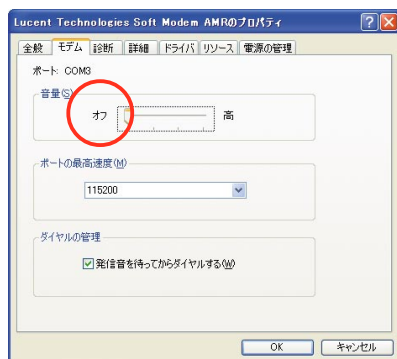 Lucent Technologies Soft Modem AMRのプロパティ
全般 モデム 診断 詳細 ドライバ リソース 電源の管理
ポート: COM3
音量(S)
オフ 高
ポートの最高速度(M)
115200
ダイヤルの管理
発信音を待ってからダイヤルする(W)
OK キャンセル